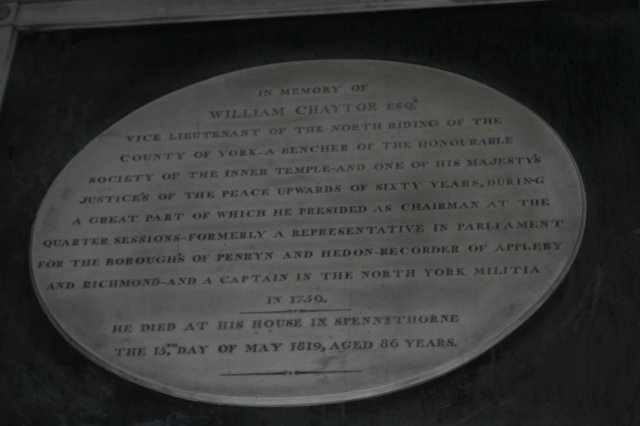 IN MEMORY OF
WILLIAM CHAYTOR ESQR
VICE LIEUTENANT OF THE NORTH RIDING OF THE
COUNTY OF YORK-A BENCHER OF THE HONOURABLE
SOCIETY OF THE INNER TEMPLE-AND ONE OF HIS MAJESTY'S
JUSTICE'S OF THE PEACE UPWARDS OF SIXTY YEARS, DURIN-G
A GREAT PART OF WHICH HE PRESIDED AS CHAIRMAN AT THE
QUARTER SESSIONS-FORMERLY A REPRESENTATIVE IN PARLIAMENT
FOR THE BOROUGH'S OF PENRYN AND HEDON-RECORDER OF APPLEBY
AND RICHMOND-AND A CAPTAIN IN THE NORTH YORK MILITIA
IN 1759.
HE DIED AT HIS HOUSE IN SPENNYTHORNE
THE 15TH DAY OF MAY 1819, AGED 86 YEARS.